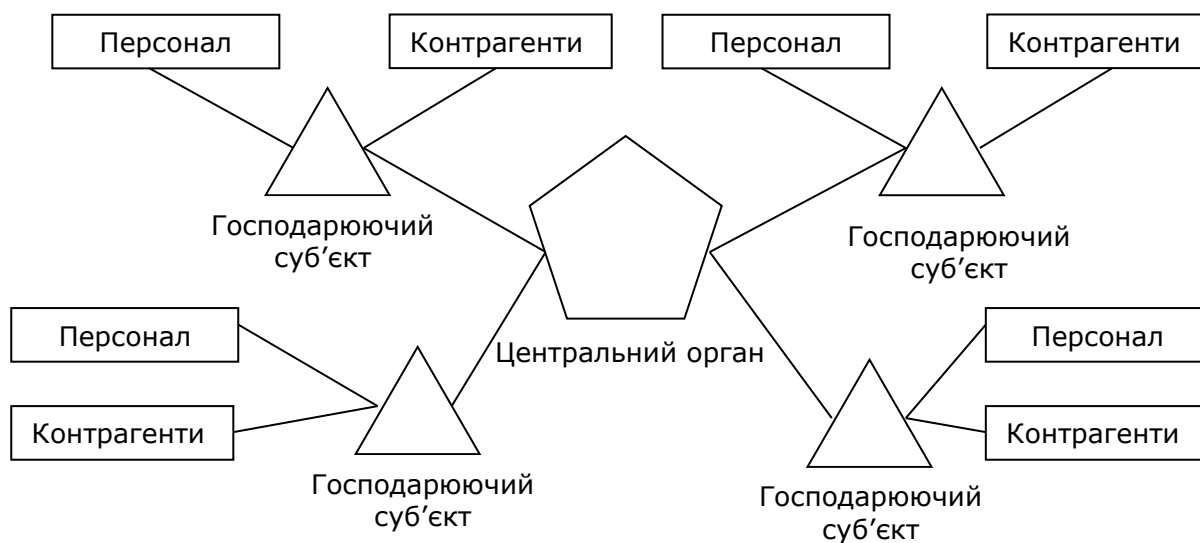 Персонал
Контрагенти
Персонал
Контрагенти
Господарюючий
суб’єкт
Господарюючий
суб’єкт
Персонал
Центральний орган
Персонал
Контрагенти
Контрагенти
Господарюючий
суб’єкт
Господарюючий
суб’єкт